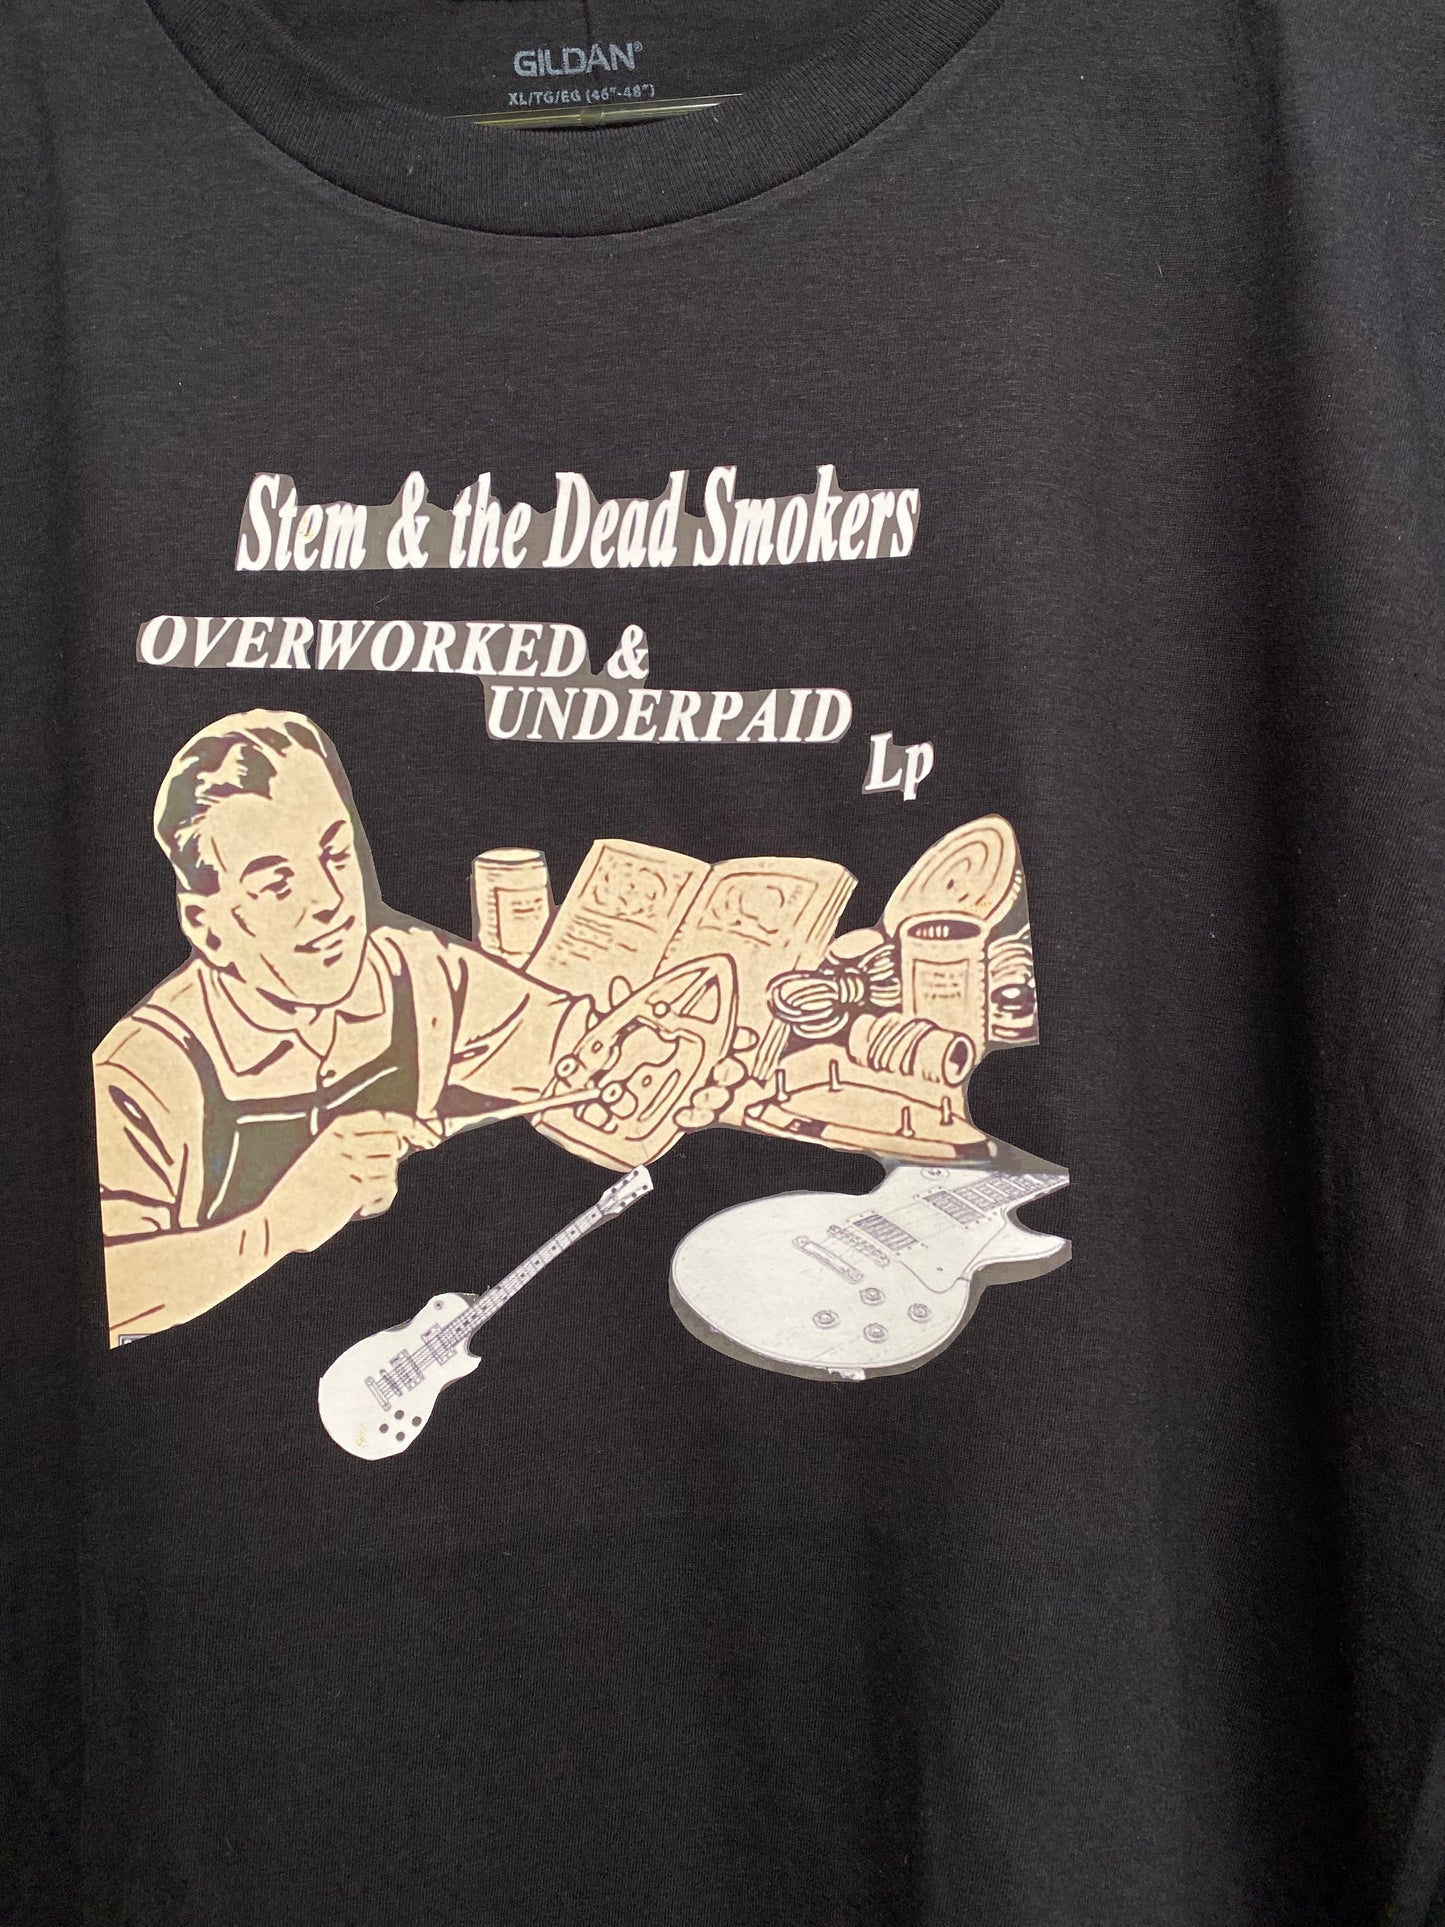 GILDAN®
XL/TG/EG (46"-48")
Stem & the Dead Smokers
OVERWORKED &
UNDERPAID
Lp